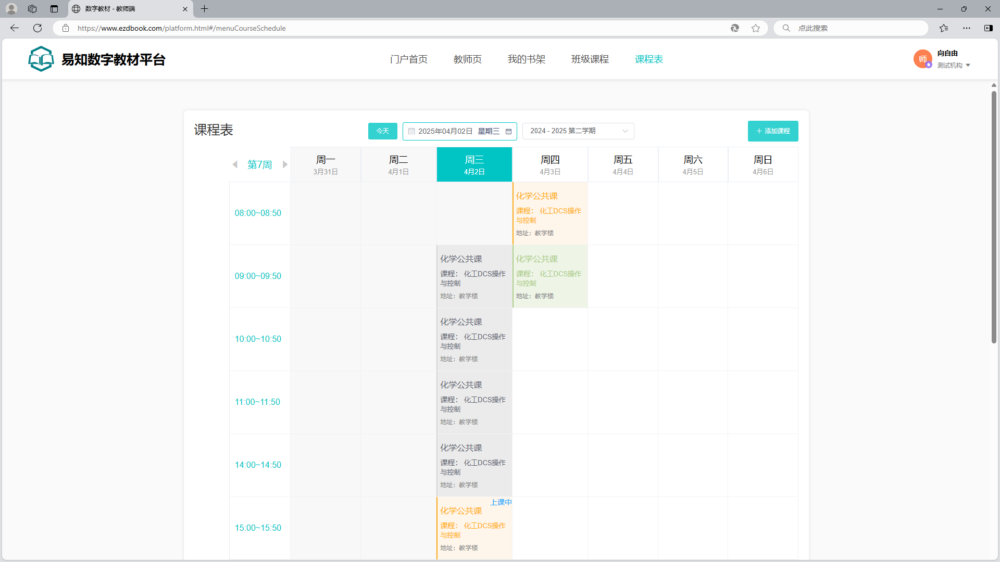 数字教材 - 教师端
https://www.ezdbook.com/platform.html#/menuCourseSchedule
点此搜索
易知数字教材平台
门户首页
教师页
我的书架
班级课程
课程表
师
向自由
测试机构
课程表
今天
2025年04月02日 星期三
2024 - 2025 第二学期
+ 添加课程
第7周
周一
3月31日
周二
4月1日
周三
4月2日
周四
4月3日
周五
4月4日
周六
4月5日
周日
4月6日
08:00~08:50
化学公共课
课程： 化工DCS操作
与控制
地址：教学楼
09:00~09:50
化学公共课
课程： 化工DCS操作
与控制
地址：教学楼
化学公共课
课程： 化工DCS操作
与控制
地址：教学楼
10:00~10:50
化学公共课
课程： 化工DCS操作
与控制
地址：教学楼
11:00~11:50
化学公共课
课程： 化工DCS操作
与控制
地址：教学楼
14:00~14:50
化学公共课
课程： 化工DCS操作
与控制
地址：教学楼
15:00~15:50
上课中
化学公共课
课程： 化工DCS操作
与控制
地址：教学楼